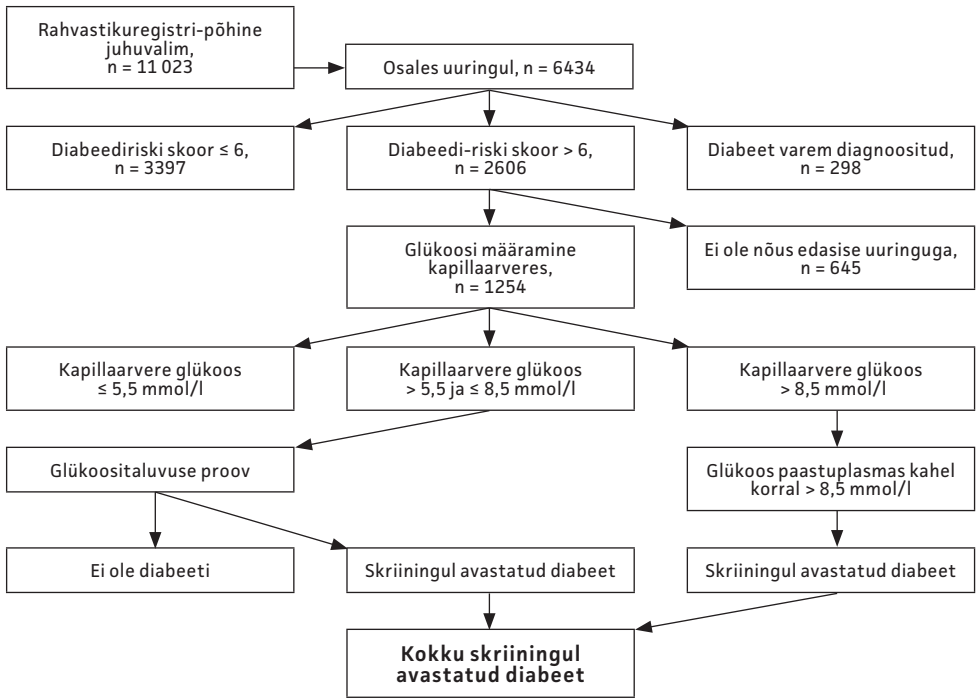 Rahvastikuregistri-põhine
juhuvalim,
n = 11 023
Osales uuringul, n = 6434
Diabeediriski skoor ≤ 6,
n = 3397
Diabeedi-riski skoor > 6,
n = 2606
Diabeet varem diagnoositud,
n = 298
Glükoosi määramine
kapillaarveres,
n = 1254
Ei ole nõus edasise uuringuga,
n = 645
Kapillaarvere glükoos
≤ 5,5 mmol/l
Kapillaarvere glükoos
> 5,5 ja ≤ 8,5 mmol/l
Kapillaarvere glükoos
> 8,5 mmol/l
Glükoositaluvuse proov
Glükoos paastuplasmas kahel
korral > 8,5 mmol/l
Ei ole diabeeti
Skriiningul avastatud diabeet
Skriiningul avastatud diabeet
Kokku skriiningul
avastatud diabeet